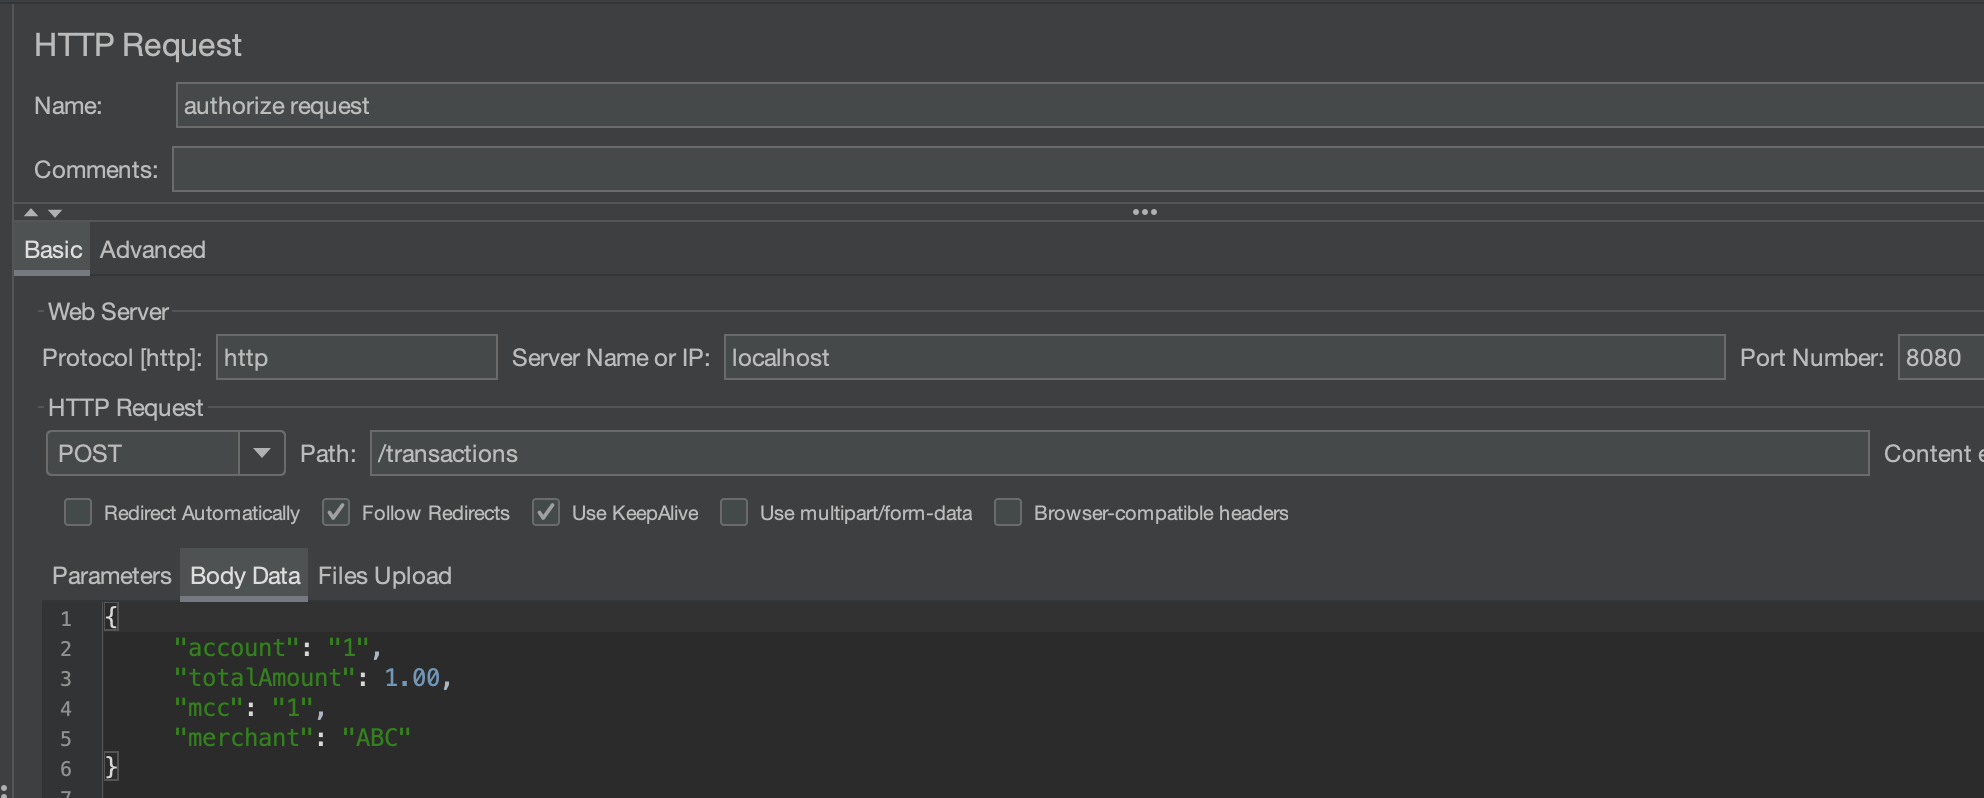 HTTP Request
Name: authorize request
Comments:
Basic Advanced
Web Server
Protocol [http]: http Server Name or IP: localhost Port Number: 8080
HTTP Request
POST Path: /transactions Content e
Redirect Automatically Follow Redirects Use KeepAlive Use multipart/form-data Browser-compatible headers
Parameters Body Data Files Upload
1 {
2 "account": "1",
3 "totalAmount": 1.00,
4 "mcc": "1",
5 "merchant": "ABC"
6 }
7